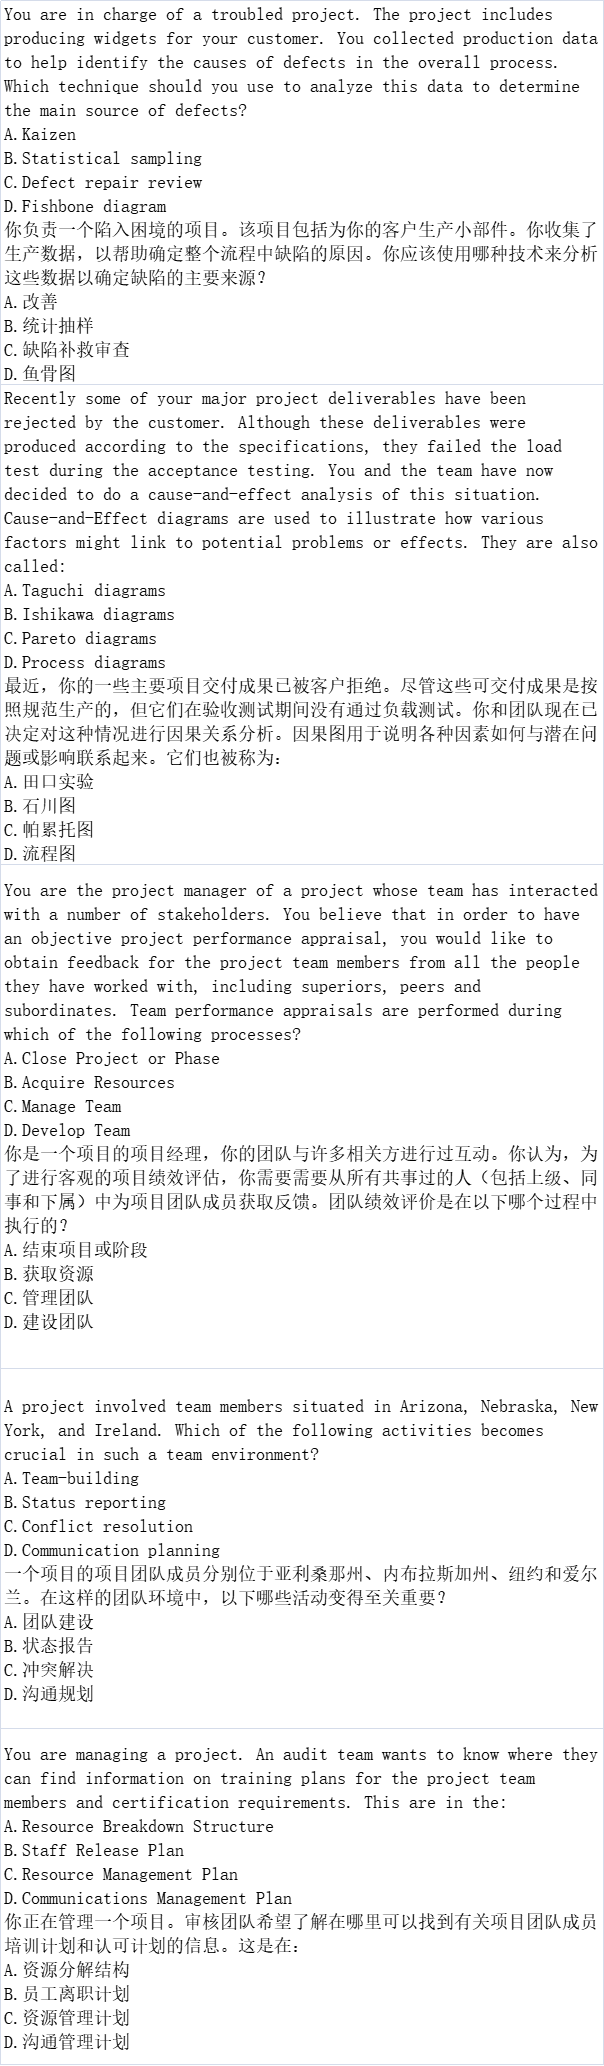 You are in charge of a troubled project. The project includes
producing widgets for your customer. You collected production data
to help identify the causes of defects in the overall process.
Which technique should you use to analyze this data to determine
the main source of defects?
A.Kaizen
B.Statistical sampling
C.Defect repair review
D.Fishbone diagram
你负责一个陷入困境的项目。该项目包括为你的客户生产小部件。你收集了
生产数据，以帮助确定整个流程中缺陷的原因。你应该使用哪种技术来分析
这些数据以确定缺陷的主要来源？
A.改善
B.统计抽样
C.缺陷补救审查
D.鱼骨图
Recently some of your major project deliverables have been
rejected by the customer. Although these deliverables were
produced according to the specifications, they failed the load
test during the acceptance testing. You and the team have now
decided to do a cause-and-effect analysis of this situation.
Cause-and-Effect diagrams are used to illustrate how various
factors might link to potential problems or effects. They are also
called:
A.Taguchi diagrams
B.Ishikawa diagrams
C.Pareto diagrams
D.Process diagrams
最近，你的一些主要项目交付成果已被客户拒绝。尽管这些可交付成果是按
照规范生产的，但它们在验收测试期间没有通过负载测试。你和团队现在已
决定对这种情况进行因果关系分析。因果图用于说明各种因素如何与潜在问
题或影响联系起来。它们也被称为：
A.田口实验
B.石川图
C.帕累托图
D.流程图
You are the project manager of a project whose team has interacted
with a number of stakeholders. You believe that in order to have
an objective project performance appraisal, you would like to
obtain feedback for the project team members from all the people
they have worked with, including superiors, peers and
subordinates. Team performance appraisals are performed during
which of the following processes?
A.Close Project or Phase
B.Acquire Resources
C.Manage Team
D.Develop Team
你是一个项目的项目经理，你的团队与许多相关方进行过互动。你认为，为
了进行客观的项目绩效评估，你需要需要从所有共事过的人（包括上级、同
事和下属）中为项目团队成员获取反馈。团队绩效评价是在以下哪个过程中
执行的？
A.结束项目或阶段
B.获取资源
C.管理团队
D.建设团队
A project involved team members situated in Arizona, Nebraska, New
York, and Ireland. Which of the following activities becomes
crucial in such a team environment?
A.Team-building
B.Status reporting
C.Conflict resolution
D.Communication planning
一个项目的项目团队成员分别位于亚利桑那州、内布拉斯加州、纽约和爱尔
兰。在这样的团队环境中，以下哪些活动变得至关重要？
A.团队建设
B.状态报告
C.冲突解决
D.沟通规划
You are managing a project. An audit team wants to know where they
can find information on training plans for the project team
members and certification requirements. This are in the:
A.Resource Breakdown Structure
B.Staff Release Plan
C.Resource Management Plan
D.Communications Management Plan
你正在管理一个项目。审核团队希望了解在哪里可以找到有关项目团队成员
培训计划和认可计划的信息。这是在：
A.资源分解结构
B.员工离职计划
C.资源管理计划
D.沟通管理计划